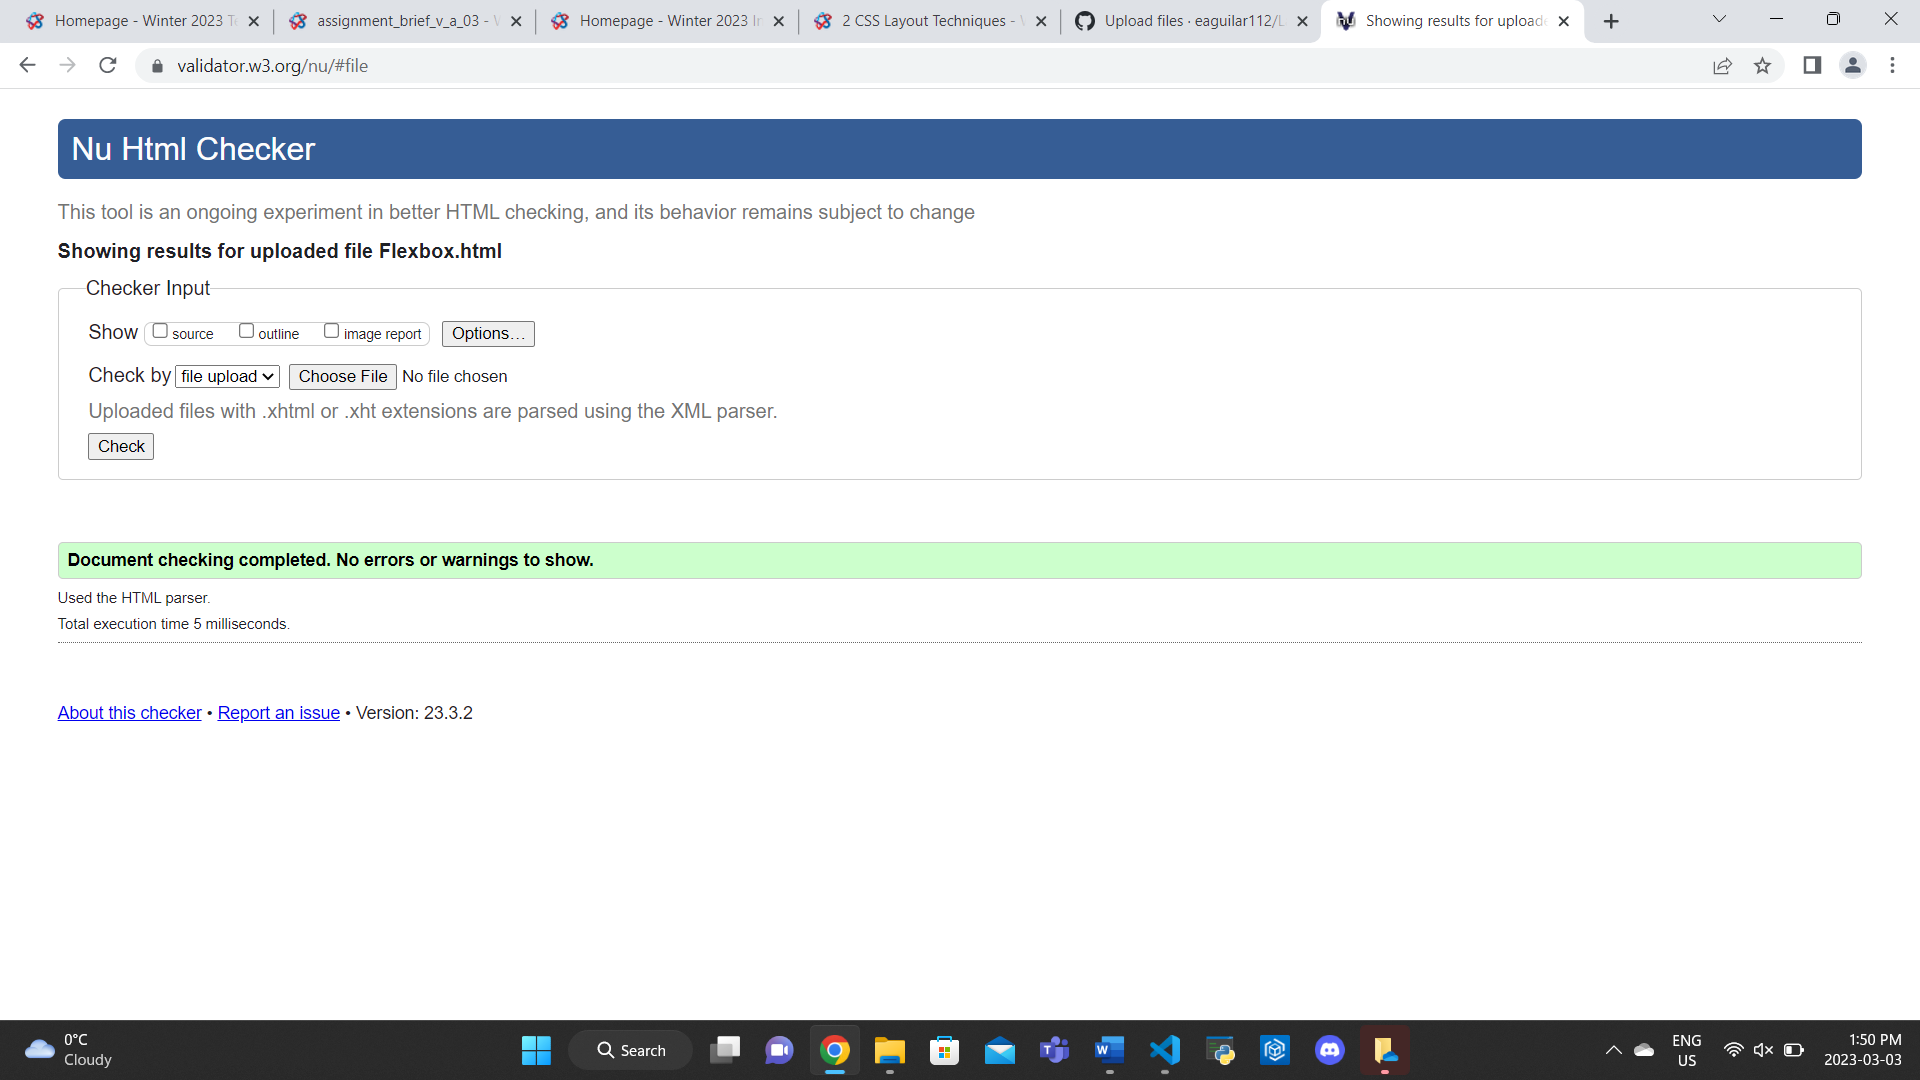 Homepage - Winter 2023 T
assignment_brief_v_a_03 -
Homepage - Winter 2023 I
2 CSS Layout Techniques -
Upload files · eaguilar112/L
Showing results for upload
validator.w3.org/nu/#file
Nu Html Checker
This tool is an ongoing experiment in better HTML checking, and its behavior remains subject to change
Showing results for uploaded file Flexbox.html
Checker Input
Show source outline image report Options...
Check by file upload Choose File No file chosen
Uploaded files with .xhtml or .xht extensions are parsed using the XML parser.
Check
Document checking completed. No errors or warnings to show.
Used the HTML parser.
Total execution time 5 milliseconds.
About this checker • Report an issue • Version: 23.3.2
0°C
Cloudy
Search
ENG
US
1:50 PM
2023-03-03